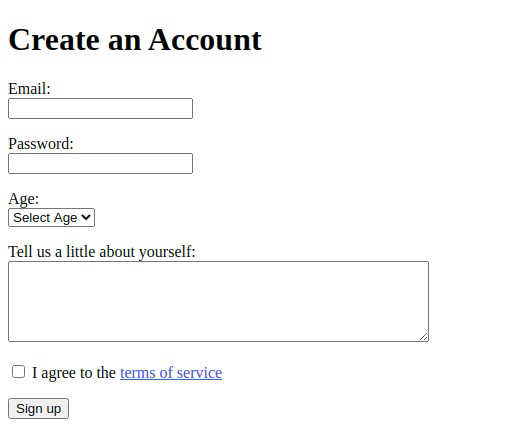 Create an Account
Email:
Password:
Age:
Select Age
Tell us a little about yourself:
I agree to the terms of service
Sign up